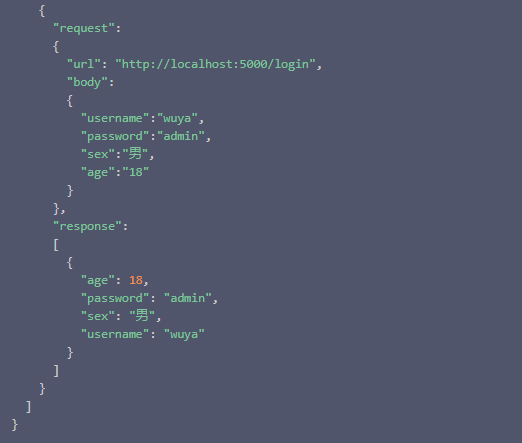 {
"request":
{
"url": "http://localhost:5000/login",
"body":
{
"username":"wuya",
"password":"admin",
"sex":"男",
"age":"18"
}
},
"response":
[
{
"age": 18,
"password": "admin",
"sex": "男",
"username": "wuya"
}
]
}
]
}